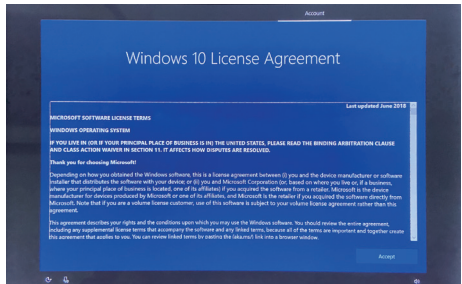 Account
Windows 10 License Agreement
Last updated June 2018
MICROSOFT SOFTWARE LICENSE TERMS
WINDOWS OPERATING SYSTEM
IF YOU LIVE IN (OR IF YOUR PRINCIPAL PLACE OF BUSINESS IS IN) THE UNITED STATES, PLEASE READ THE BINDING ARBITRATION CLAUSE
AND CLASS ACTION WAIVER IN SECTION 11. IT AFFECTS HOW DISPUTES ARE RESOLVED.
Thank you for choosing Microsoft!
Depending on how you obtained the Windows software, this is a license agreement between (i) you and the device manufacturer or software
installer that distributes the software with your device; or (ii) you and Microsoft Corporation (or, based on where you live or, if a business,
where your principal place of business is located, one of its affiliates) if you acquired the software from a retailer. Microsoft is the device
manufacturer for devices produced by Microsoft or one of its affiliates, and Microsoft is the retailer if you acquired the software directly from
Microsoft. Note that if you are a volume license customer, use of this software is subject to your volume license agreement rather than this
agreement.
This agreement describes your rights and the conditions upon which you may use the Windows software. You should review the entire agreement,
including any supplemental license terms that accompany the software and any linked terms, because all of the terms are important and together create
this agreement that applies to you. You can review linked terms by pasting the (aka.ms/) link into a browser window.
Accept